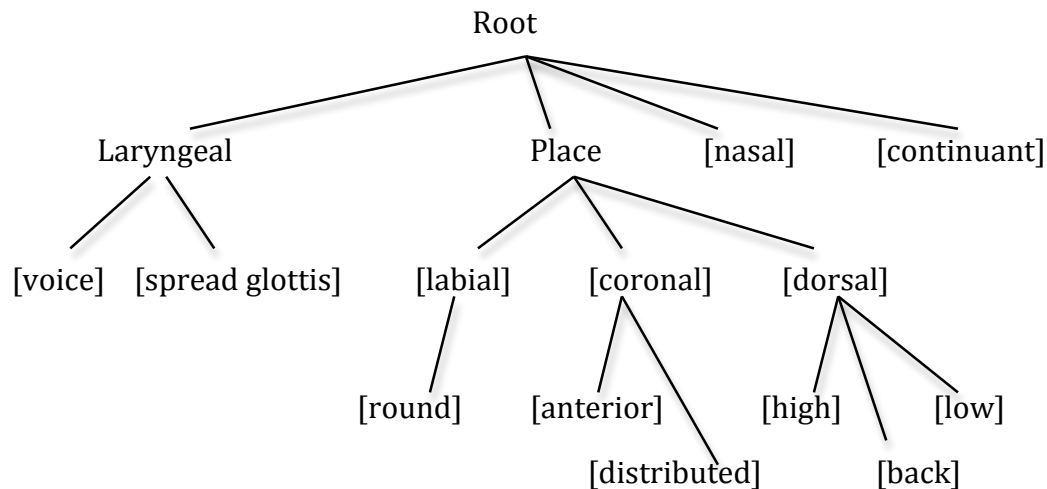 Root
Laryngeal Place [nasal] [continuant]
[voice] [spread glottis] [labial] [coronal] [dorsal]
[round] [anterior] [high] [low]
[distributed] [back]